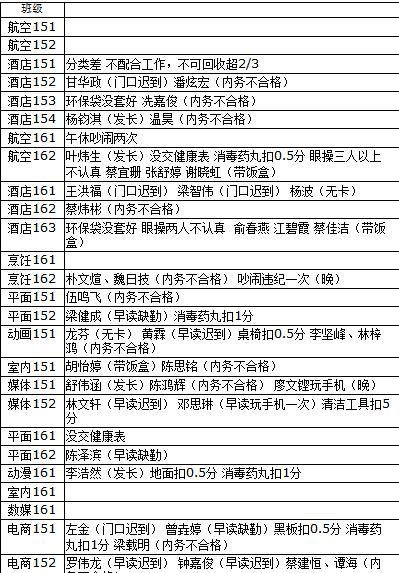 班级
航空151
航空152
酒店151 分类差 不配合工作，不可回收超2/3
酒店152 甘华政（门口迟到）潘炫宏（内务不合格）
酒店153 环保袋没套好 冼嘉俊（内务不合格）
酒店154 杨钧淇（发长）温昊（内务不合格）
航空161 午休吵闹两次
航空162 叶炜生（发长）没交健康表 消毒药丸扣0.5分 眼操三人以上
不认真 蔡宜珊 张舒婷 谢晓虹（带饭盒）
酒店161 王洪福（门口迟到） 梁智伟（门口迟到） 杨波（无卡）
酒店162 蔡炜彬（内务不合格）
酒店163 环保袋没套好 眼操两人不认真 俞春燕 江碧霞 蔡佳洁（带饭
盒）
烹饪161
烹饪162 朴文煊、魏日技（内务不合格） 吵闹违纪一次（晚）
平面151 伍鸣飞（内务不合格）
平面152 梁健成（早读缺勤）消毒药丸扣1分
动画151 龙芬（无卡） 黄霖（早读迟到）桌椅扣0.5分 李坚峰、林梓
鸿（内务不合格）
室内151 胡怡婷（带饭盒）陈思铭（内务不合格）
媒体151 舒伟涵（发长）陈鸿辉（内务不合格） 廖文铿玩手机（晚）
媒体152 林文轩（早读迟到） 邓思琳（早读玩手机一次）清洁工具扣5
分
平面161 没交健康表
平面162 陈泽滨（早读缺勤）
动漫161 李浩然（发长）地面扣0.5分 消毒药丸扣1分
室内161
数媒161
电商151 左金（门口迟到） 曾垚婷（早读缺勤）黑板扣0.5分 消毒药
丸扣1分 梁载明（内务不合格）
电商152 罗伟龙（早读迟到） 钟嘉俊（早读迟到）蔡建恒、谭海（内